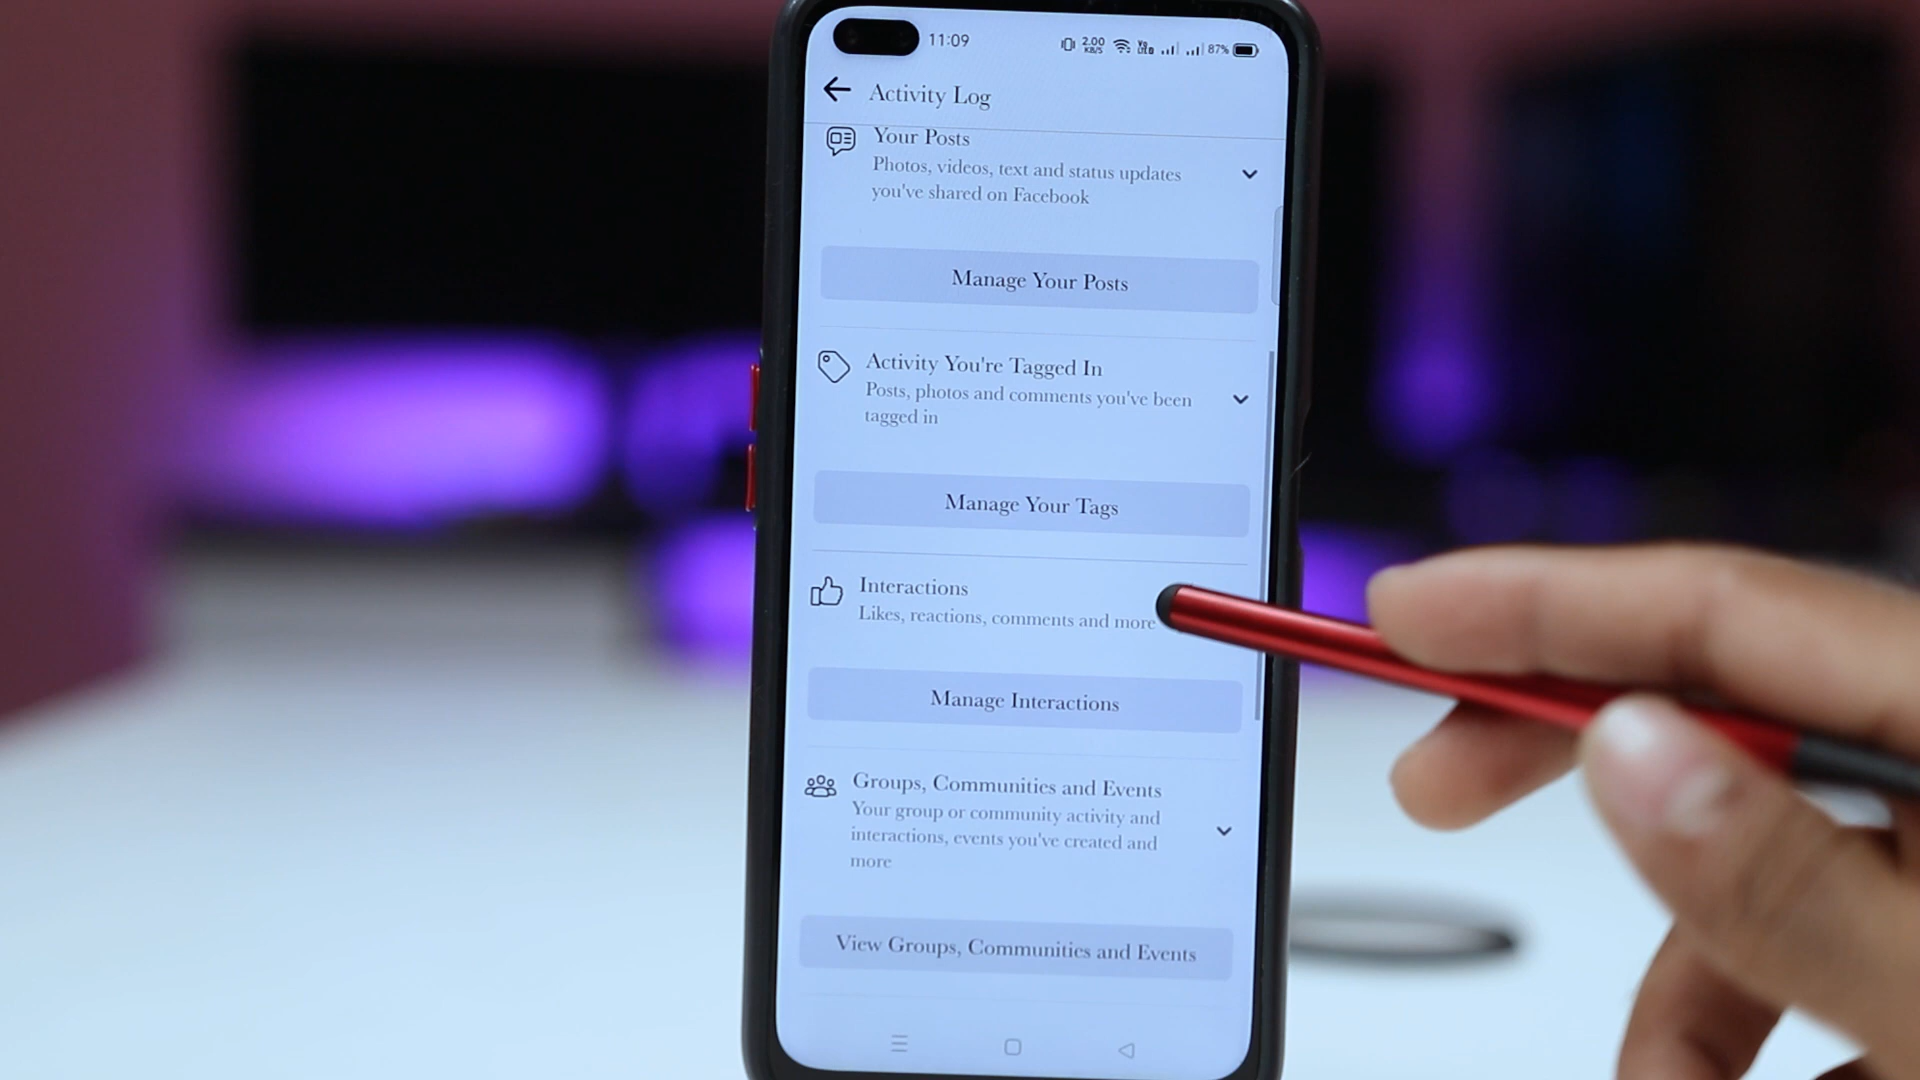 11:09
2.00
KB/S
87%
Activity Log
Your Posts
Photos, videos, text and status updates
you've shared on Facebook
Manage Your Posts
Activity You're Tagged In
Posts, photos and comments you've been
tagged in
Manage Your Tags
Interactions
Likes, reactions, comments and more
Manage Interactions
Groups, Communities and Events
Your group or community activity and
interactions, events you've created and
more
View Groups, Communities and Events